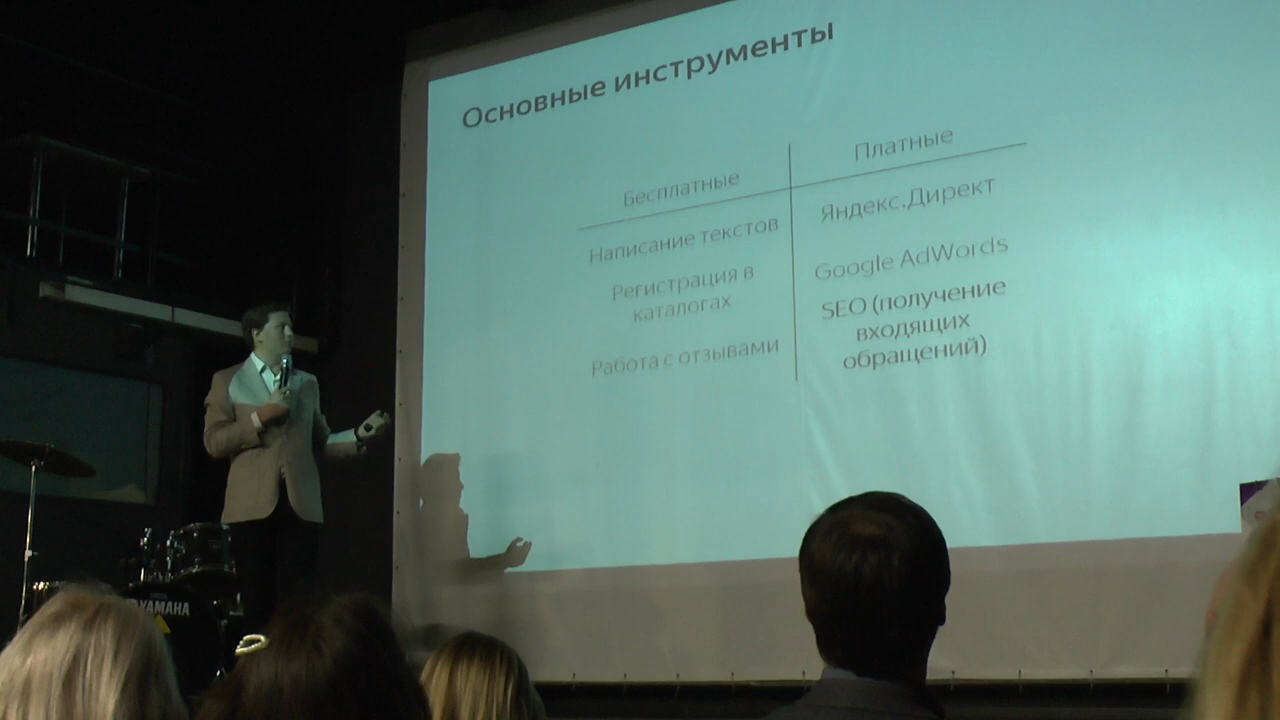 Основные инструменты
Бесплатные
Платные
Написание текстов
Яндекс.Директ
Регистрация в
каталогах
Google AdWords
Работа с отзывами
SEO (получение
входящих
обращений)
YAMAHA